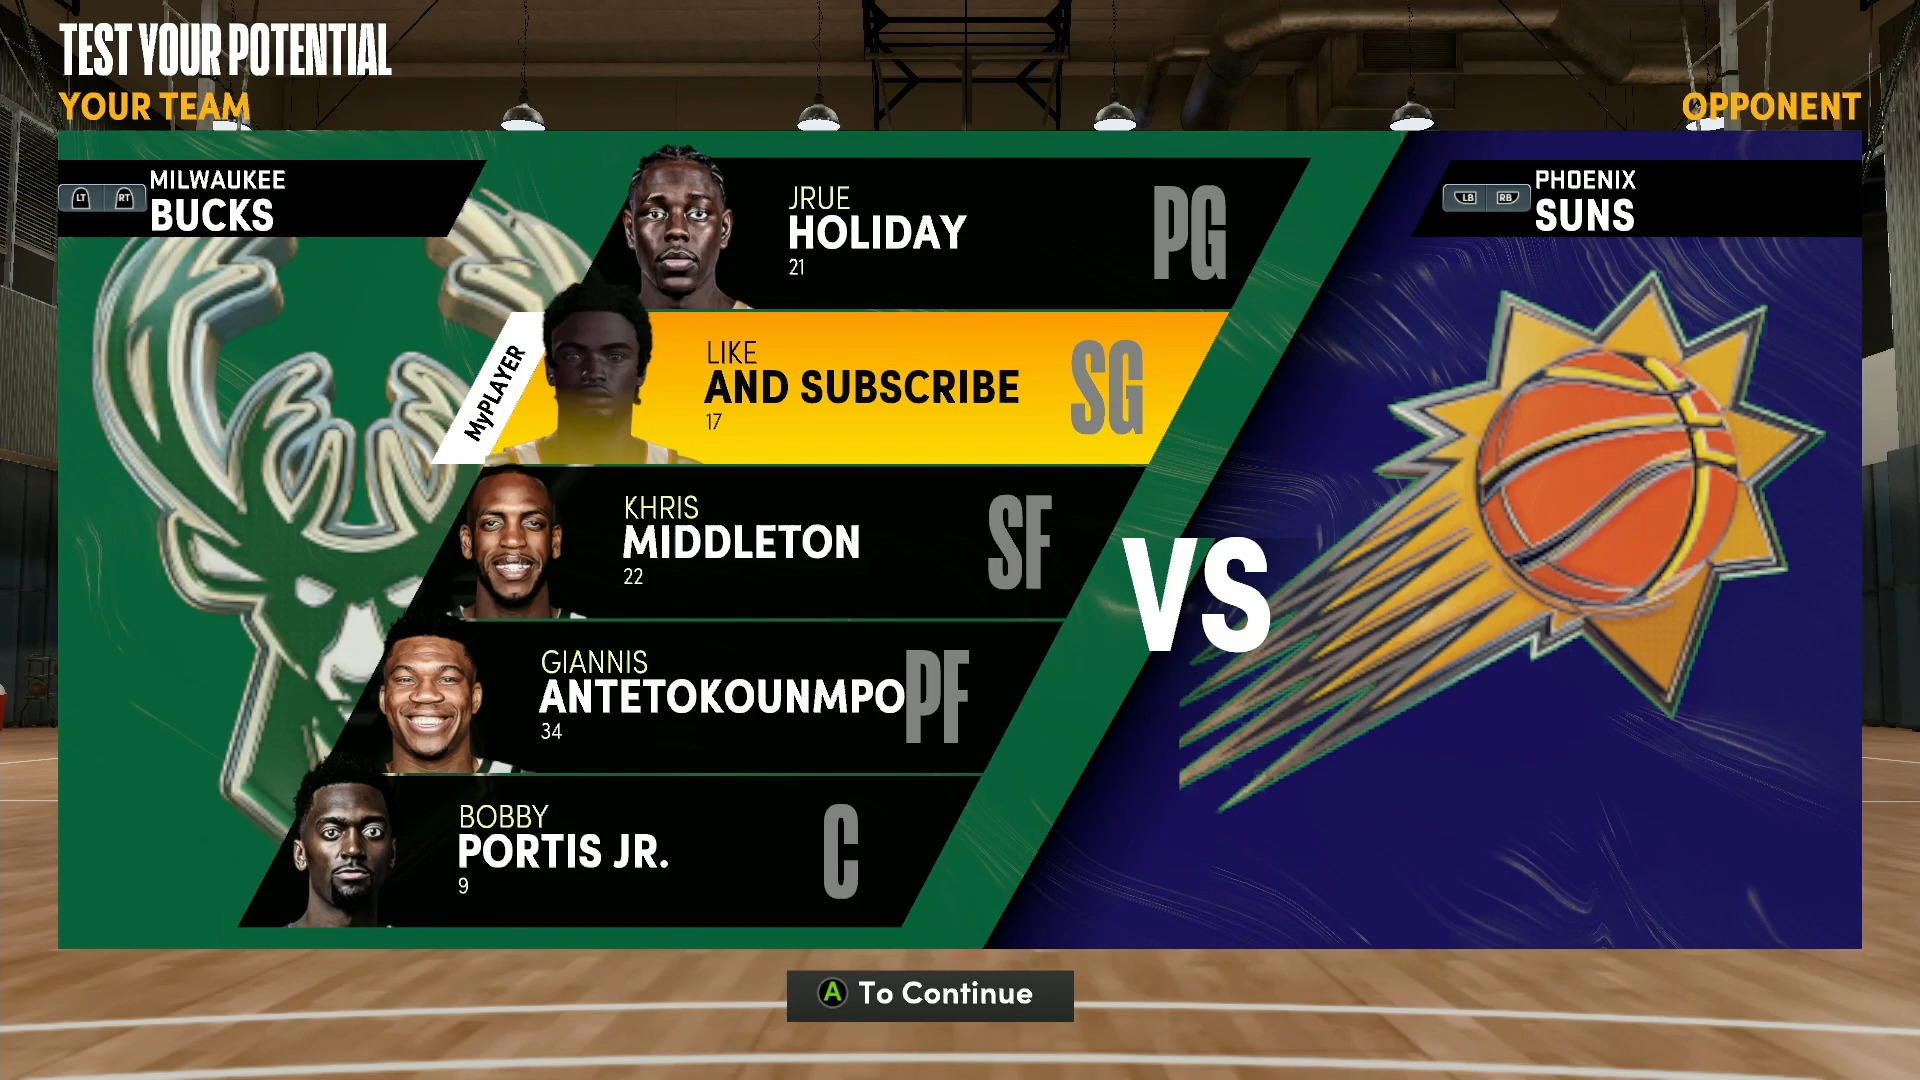 TEST YOUR POTENTIAL
YOUR TEAM
OPPONENT
LT RT
MILWAUKEE
BUCKS
JRUE
HOLIDAY
21
PG
MyPLAYER
LIKE
AND SUBSCRIBE
17
SG
KHRIS
MIDDLETON
22
SF
GIANNIS
ANTETOKOUNMPO
34
PF
BOBBY
PORTIS JR.
9
C
VS
LB RB
PHOENIX
SUNS
A To Continue